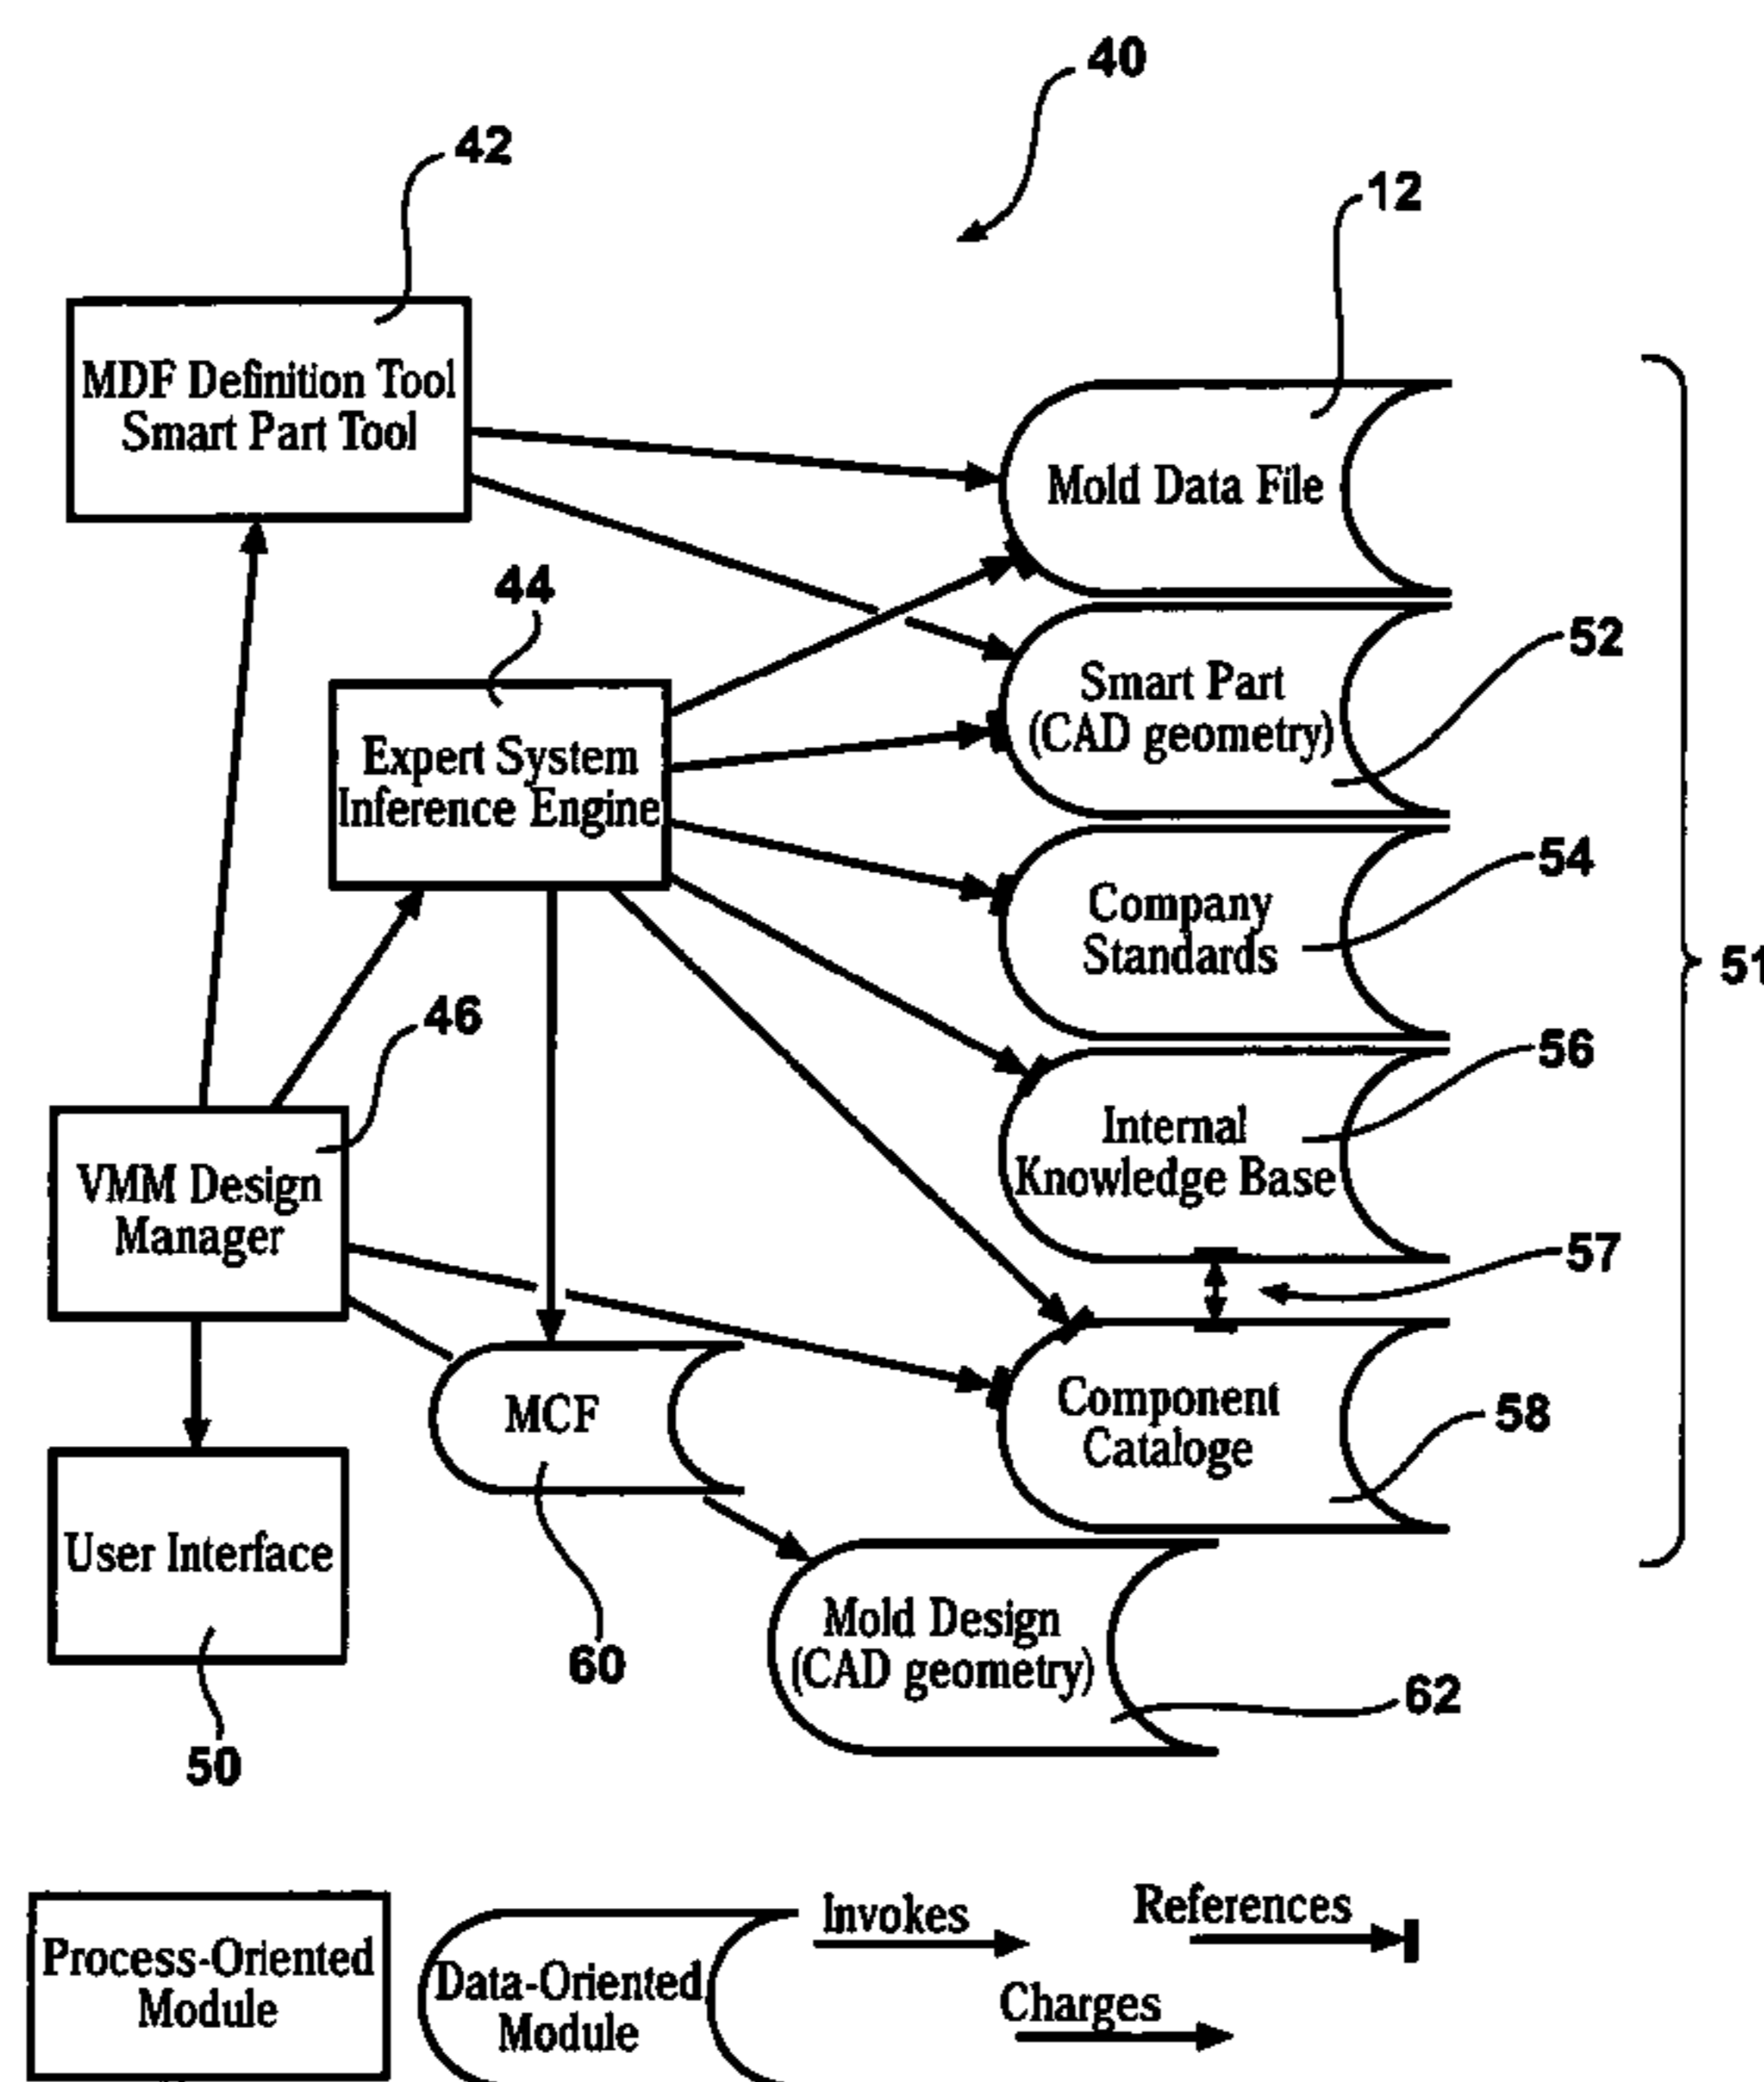 40
42
12
MDF Definition Tool
Smart Part Tool
Mold Data File
44
52
Smart Part
(CAD geometry)
Expert System
Inference Engine
54
Company
Standards
51
46
56
Internal
Knowledge Base
VMM Design
Manager
57
MCF
Component
Cataloge
58
User Interface
Mold Design
(CAD geometry)
60
62
50
Invokes
References
Process-Oriented
Module
Data-Oriented
Module
Charges